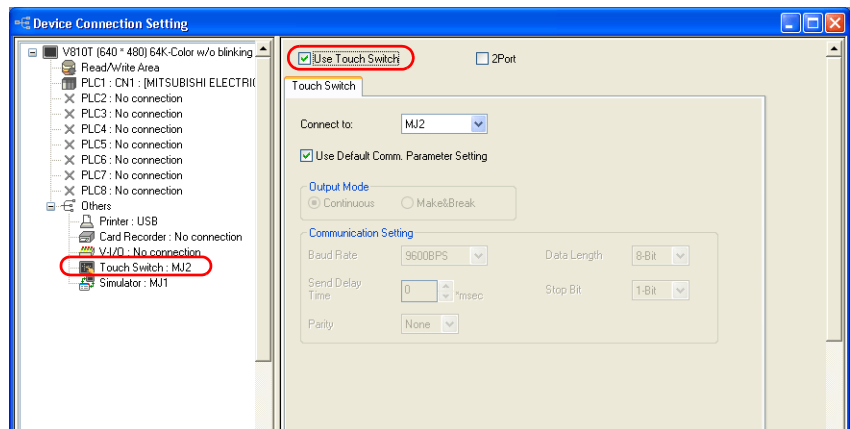 Device Connection Setting
V810T (640 * 480) 64K-Color w/o blinking
Read/Write Area
PLC1 : CN1 : [MITSUBISHI ELECTRI(
PLC2 : No connection
PLC3 : No connection
PLC4 : No connection
PLC5 : No connection
PLC6 : No connection
PLC7 : No connection
PLC8 : No connection
Others
Printer : USB
Card Recorder : No connection
V-I/O : No connection
Touch Switch : MJ2
Simulator : MJ1
Use Touch Switch
2Port
Touch Switch
Connect to: MJ2
Use Default Comm. Parameter Setting
Output Mode
Continuous Make&Break
Communication Setting
Baud Rate 9600BPS Data Length 8-Bit
Send Delay Time 0 *msec Stop Bit 1-Bit
Parity None